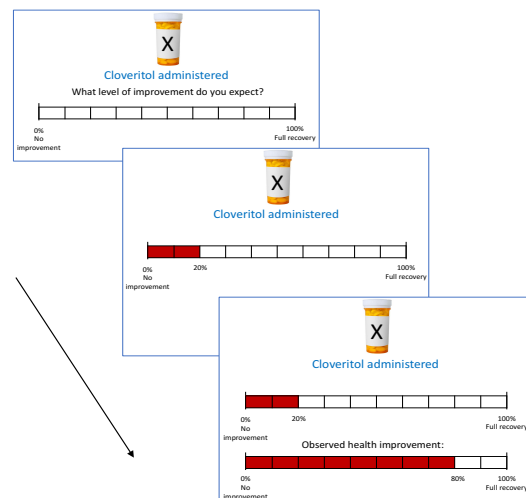 X
Cloveritol administered
What level of improvement do you expect?
0%
No
improvement
100%
Full recovery
X
Cloveritol administered
0%
No
improvement
20%
100%
Full recovery
X
Cloveritol administered
0%
No
improvement
20%
100%
Full
recovery
Observed health improvement:
0%
No
improvement
80%
100%
Full
recovery